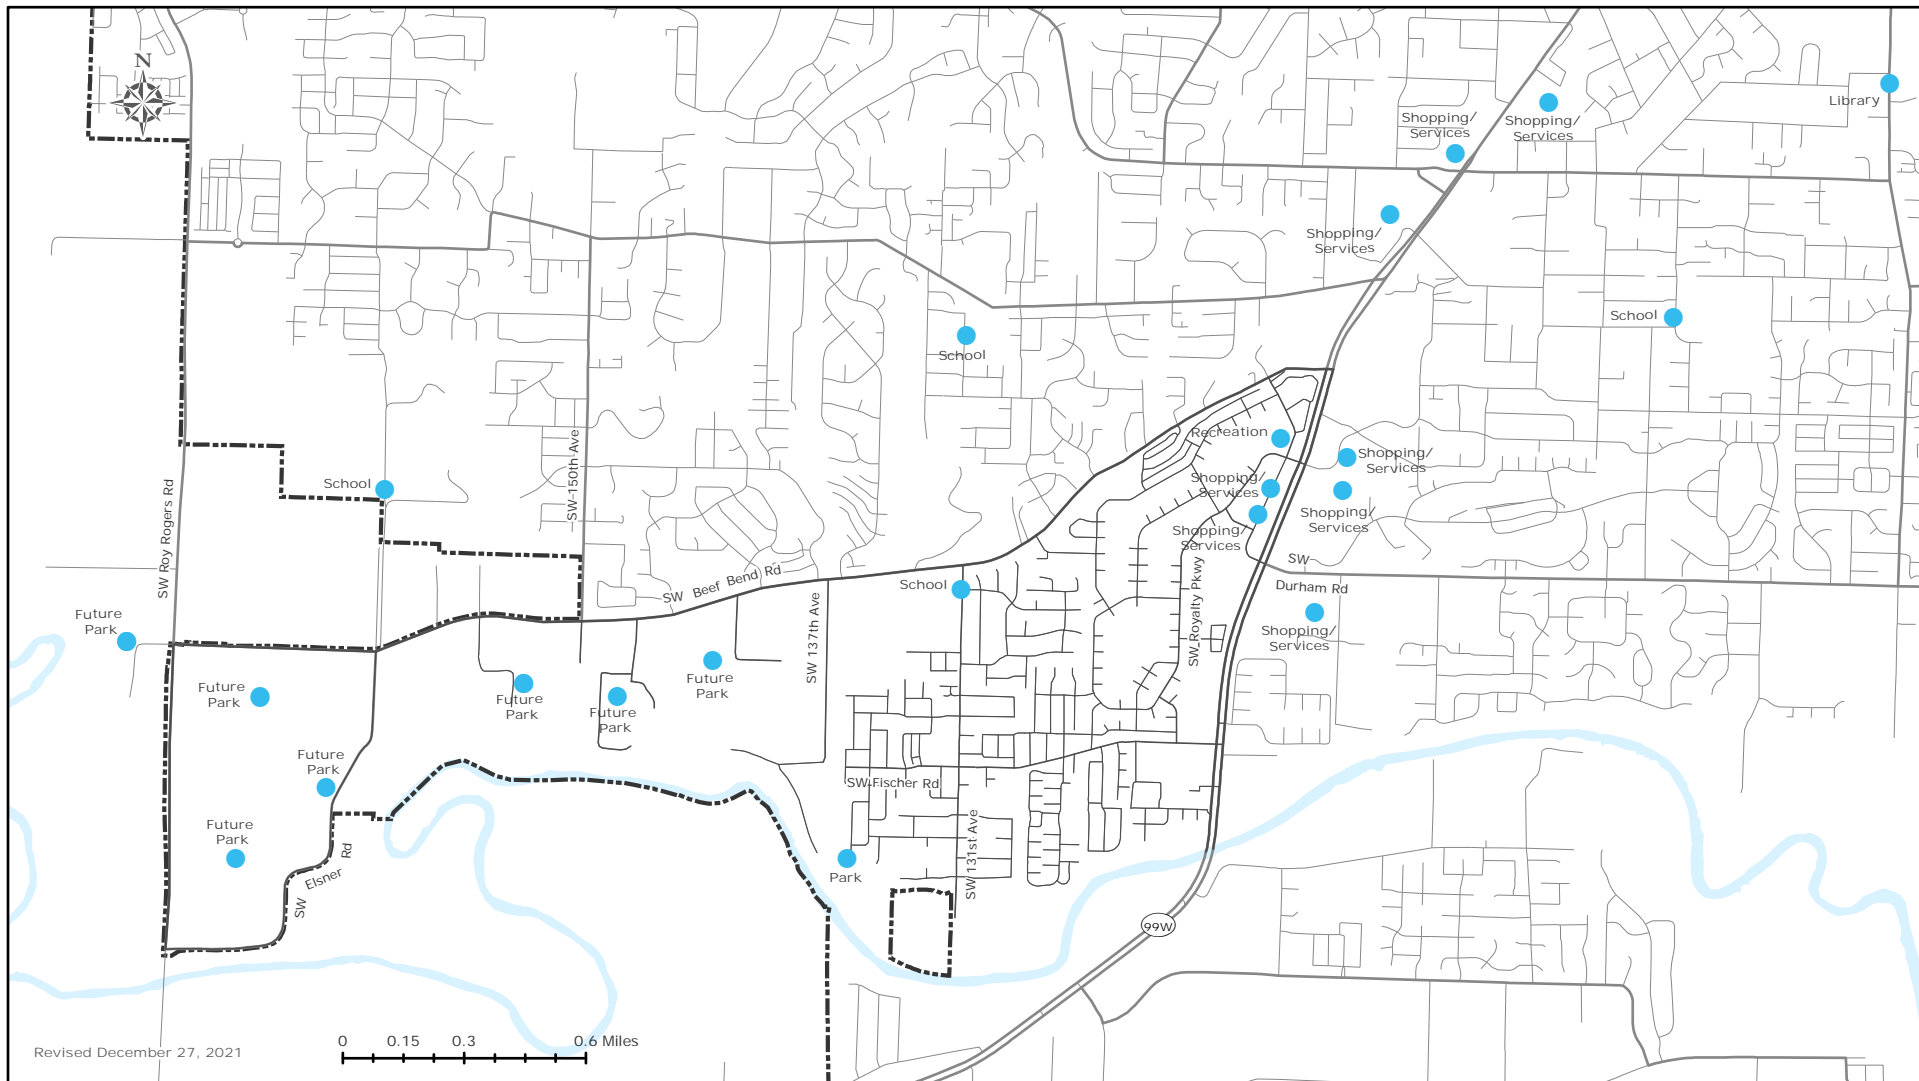 N
Library
Shopping/
Services
Shopping/
Services
Shopping/
Services
School
School
Recreation
Shopping/
Services
Shopping/
Services
Shopping/
Services
Shopping/
Services
School
SW 150th Ave
SW Roy Rogers Rd
SW Beef Bend Rd
School
SW 137th Ave
SW Royalty Pkwy
SW
Durham Rd
Shopping/
Services
Future
Park
Future
Park
Future
Park
Future
Park
Future
Park
Future
Park
Future
Park
SW Fischer Rd
SW 131st Ave
Park
SW Elsner Rd
99W
0 0.15 0.3 0.6 Miles
Revised December 27, 2021